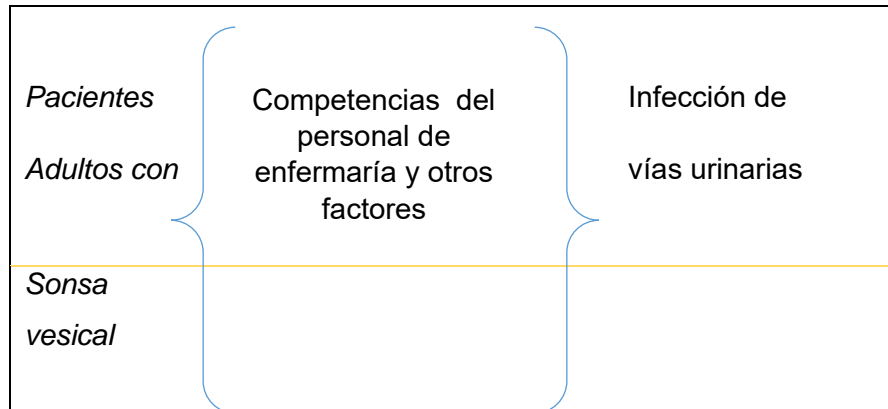 Pacientes
Adultos con
Sonsa
vesical
Competencias del
personal de
enfermaría y otros
factores
Infección de
vías urinarias